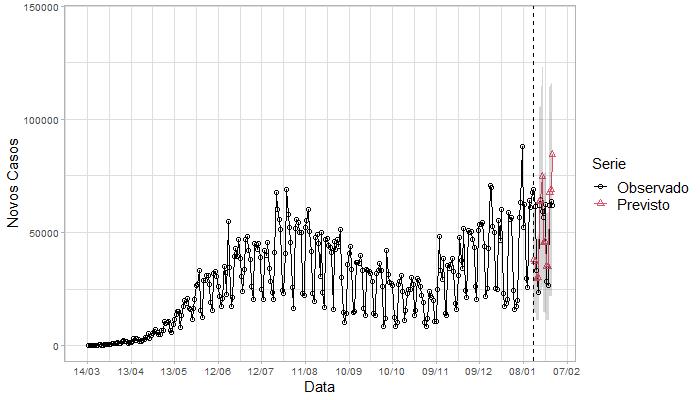 150000
100000
50000
0
Novos Casos
14/03 13/04 13/05 12/06 12/07 11/08 10/09 10/10 09/11 09/12 08/01 07/02
Data
Serie
Observado
Previsto